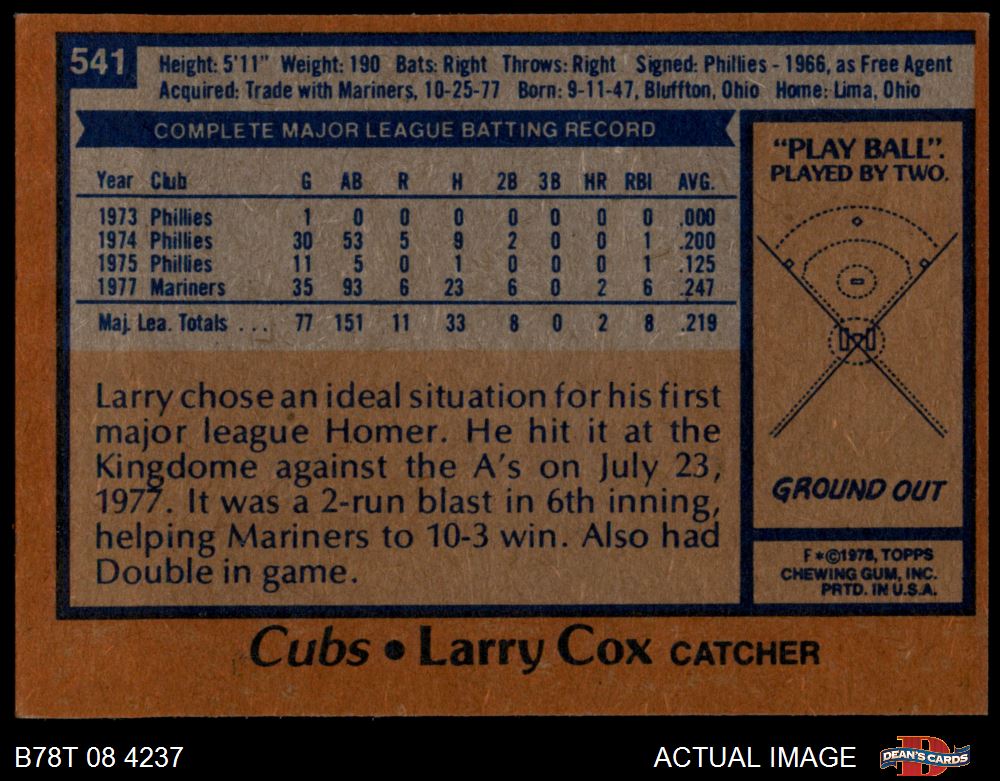 541
Height: 5'11" Weight: 190 Bats: Right Throws: Right Signed: Phillies - 1966, as Free Agent
Acquired: Trade with Mariners, 10-25-77 Born: 9-11-47, Bluffton, Ohio Home: Lima, Ohio
COMPLETE MAJOR LEAGUE BATTING RECORD
Year Club G AB R H 2B 3B HR RBI AVG.
1973 Phillies 1 0 0 0 0 0 0 0 .000
1974 Phillies 30 53 5 9 2 0 0 1 .200
1975 Phillies 11 5 0 1 0 0 0 1 .125
1977 Mariners 35 93 6 23 6 0 2 6 .247
Maj. Lea. Totals ... 77 151 11 33 8 0 2 8 .219
Larry chose an ideal situation for his first
major league Homer. He hit it at the
Kingdome against the A's on July 23,
1977. It was a 2-run blast in 6th inning,
helping Mariners to 10-3 win. Also had
Double in game.
"PLAY BALL".
PLAYED BY TWO.
GROUND OUT
F*©1978, TOPPS
CHEWING GUM, INC.
PRTD. IN U.S.A.
Cubs • Larry Cox CATCHER
B78T 08 4237
ACTUAL IMAGE
D
DEAN'S CARDS